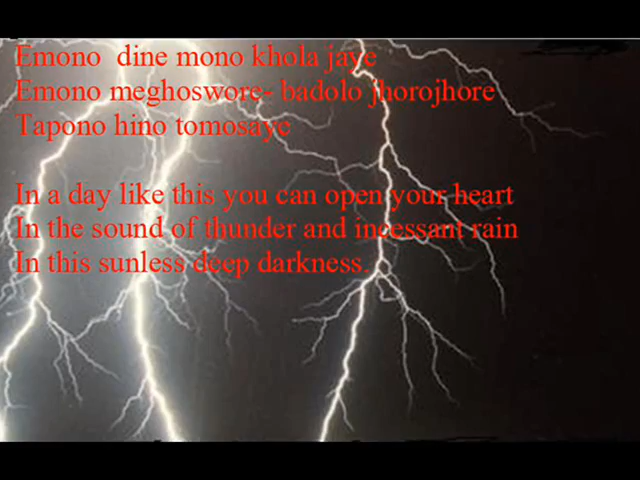 Emono  dine mono khola jaye
Emono meghoswore- badolo jhorojhore
Tapono hino tomosaye
In a day like this you can open your heart
In the sound of thunder and incessant rain
In this sunless deep darkness.